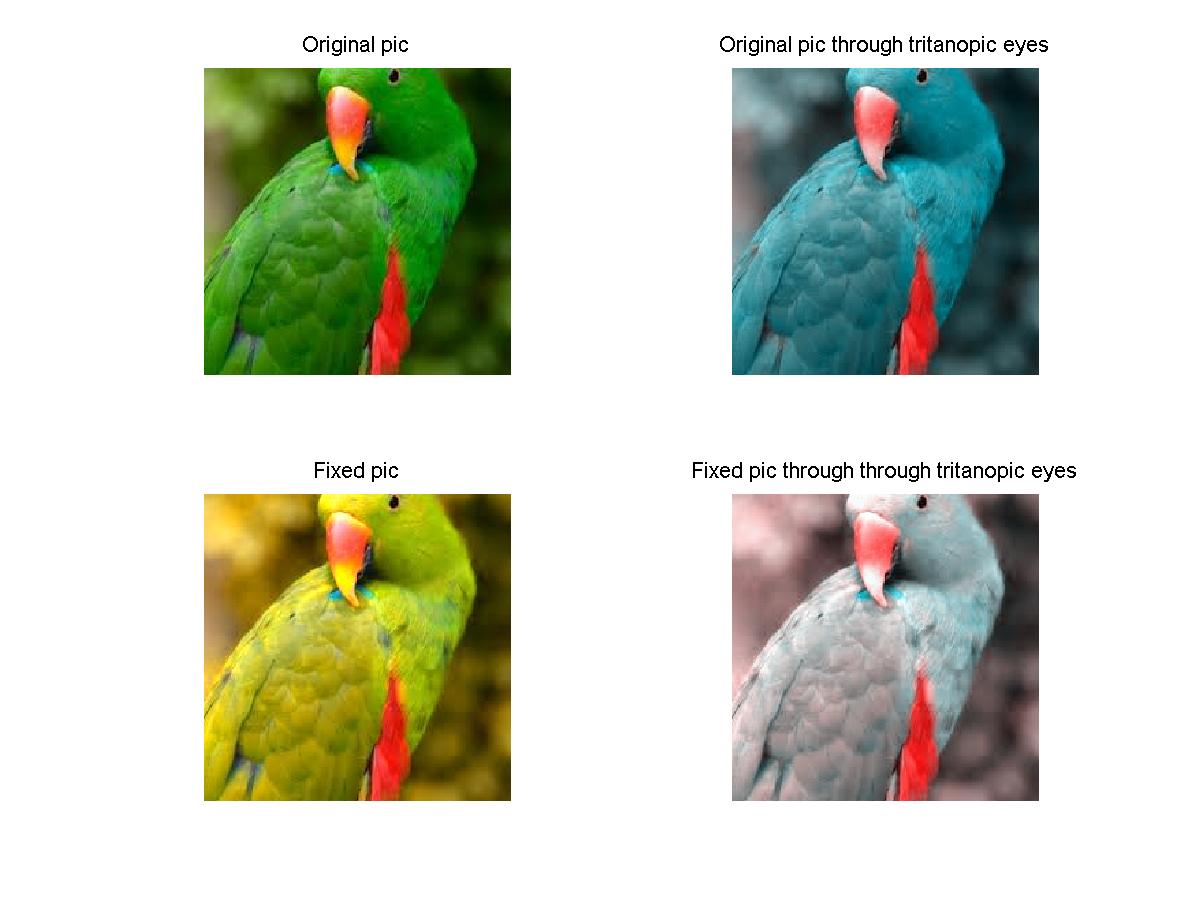 Original pic
Original pic through tritanopic eyes
Fixed pic
Fixed pic through through tritanopic eyes